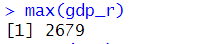 > max(gdp_r)
[1] 2679